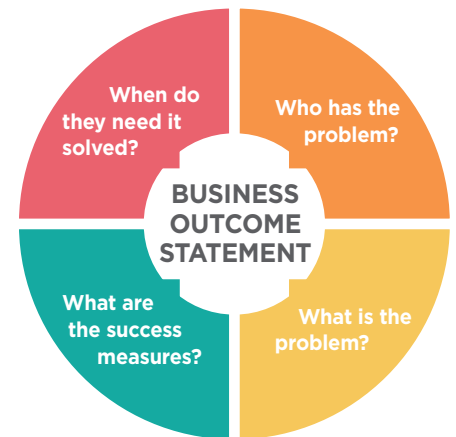 When do
they need it
solved?
Who has the
problem?
BUSINESS
OUTCOME
STATEMENT
What are
the success
measures?
What is the
problem?